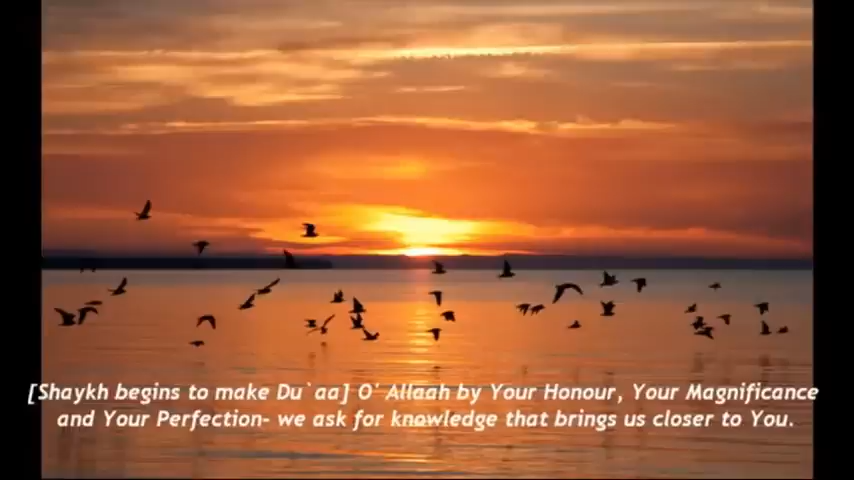 [Shaykh begins to make Du`aa] O' Allaah by Your Honour, Your Magnificance
and Your Perfection- we ask for knowledge that brings us closer to You.